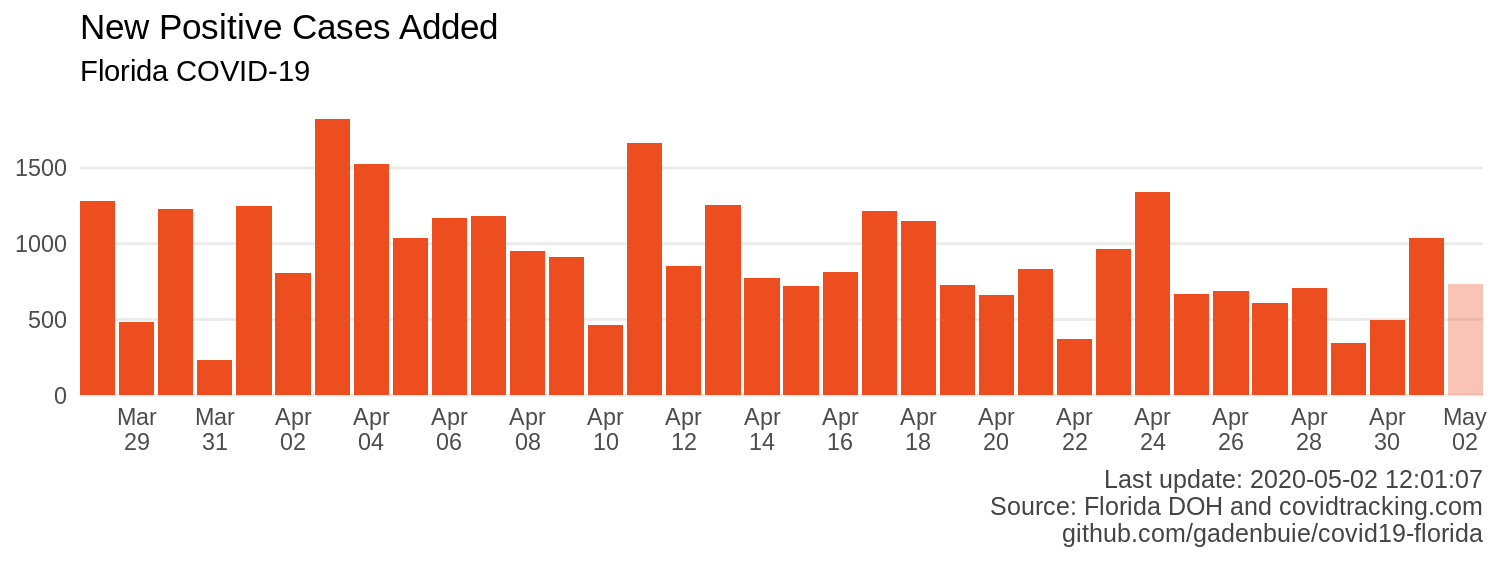 New Positive Cases Added
Florida COVID-19
1500
1000
500
0
Mar Mar Apr Apr Apr Apr Apr Apr Apr Apr Apr Apr Apr Apr Apr Apr Apr May
29 31 02 04 06 08 10 12 14 16 18 20 22 24 26 28 30 02
Last update: 2020-05-02 12:01:07
Source: Florida DOH and covidtracking.com
github.com/gadenbuie/covid19-florida